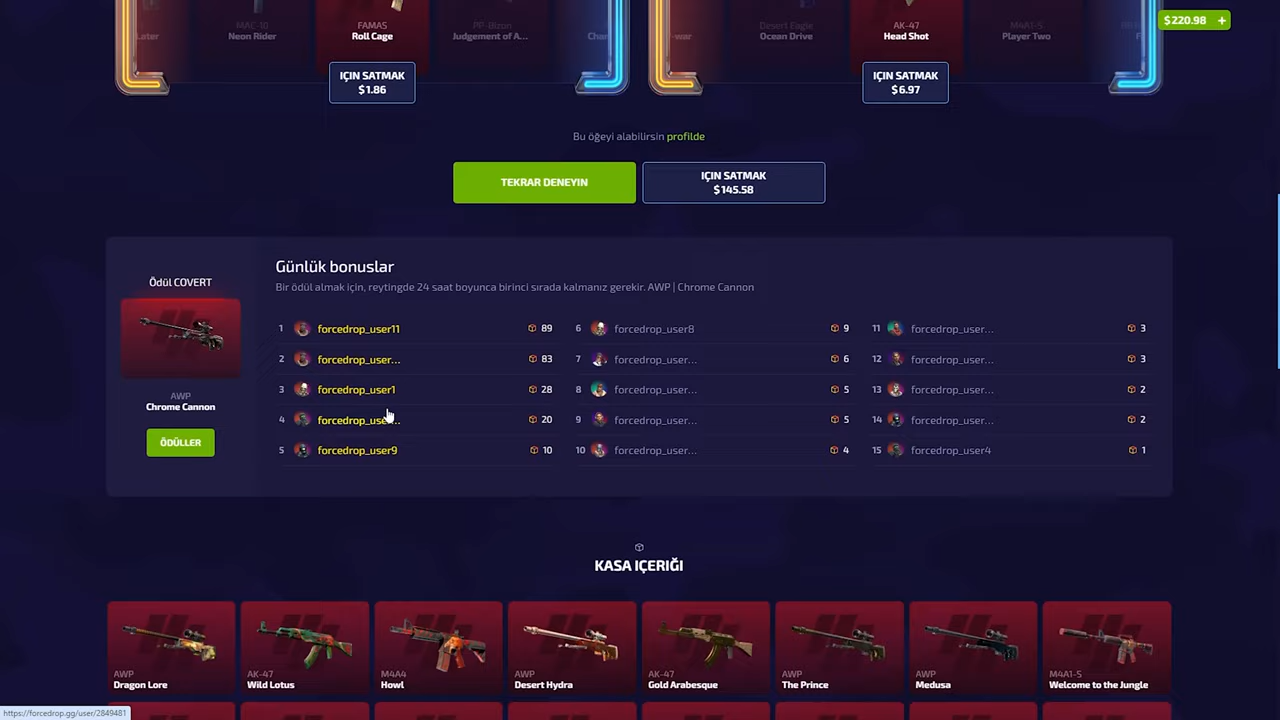 MAC-10
Neon Rider
FAMAS
Roll Cage
PP-Bizon
Judgement of A...
Desert Eagle
Ocean Drive
AK-47
Head Shot
M4A1-S
Player Two
$220.98 +
IÇIN SATMAK
$1.86
IÇIN SATMAK
$6.97
Bu öğeyi alabilirsin profilde
TEKRAR DENEYIN
IÇIN SATMAK
$145.58
Ödül COVERT
AWP
Chrome Cannon
ÖDÜLLER
Günlük bonuslar
Bir ödül almak için, reytingde 24 saat boyunca birinci sırada kalmanız gerekir. AWP | Chrome Cannon
1 forcedrop_user11 89
2 forcedrop_user... 83
3 forcedrop_user1 28
4 forcedrop_use... 20
5 forcedrop_user9 10
6 forcedrop_user8 9
7 forcedrop_user... 6
8 forcedrop_user... 5
9 forcedrop_user... 5
10 forcedrop_user... 4
11 forcedrop_user... 3
12 forcedrop_user... 3
13 forcedrop_user... 2
14 forcedrop_user... 2
15 forcedrop_user4 1
KASA IÇERIĞI
AWP
Dragon Lore
AK-47
Wild Lotus
M4A4
Howl
AWP
Desert Hydra
AK-47
Gold Arabesque
AWP
The Prince
AWP
Medusa
M4A1-S
Welcome to the Jungle
https://forcedrop.gg/user/2849481